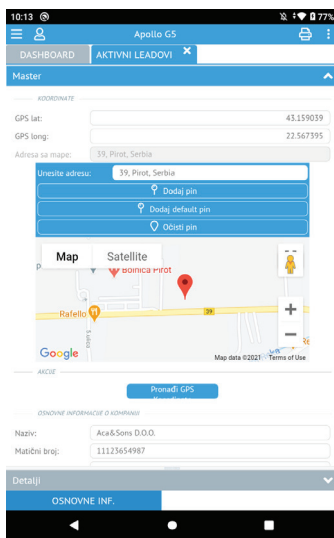 10:13
77%
Apollo G5
DASHBOARD
AKTIVNI LEADOVI
Master
KOORDINATE
GPS lat: 43.159039
GPS long: 22.567395
Adresa sa mape: 39, Pirot, Serbia
Unesite adresu: 39, Pirot, Serbia
Dodaj pin
Dodaj default pin
Očisti pin
Map Satellite
Bolnica Pirot
39
Rafello
Google
Map data ©2021 Terms of Use
AKCIJE
Pronađi GPS
OSNOVNE INFORMACIJE O KOMPANIJI
Naziv: Aca&Sons D.O.O.
Matični broj: 11123654987
Detalji
OSNOVNE INF.